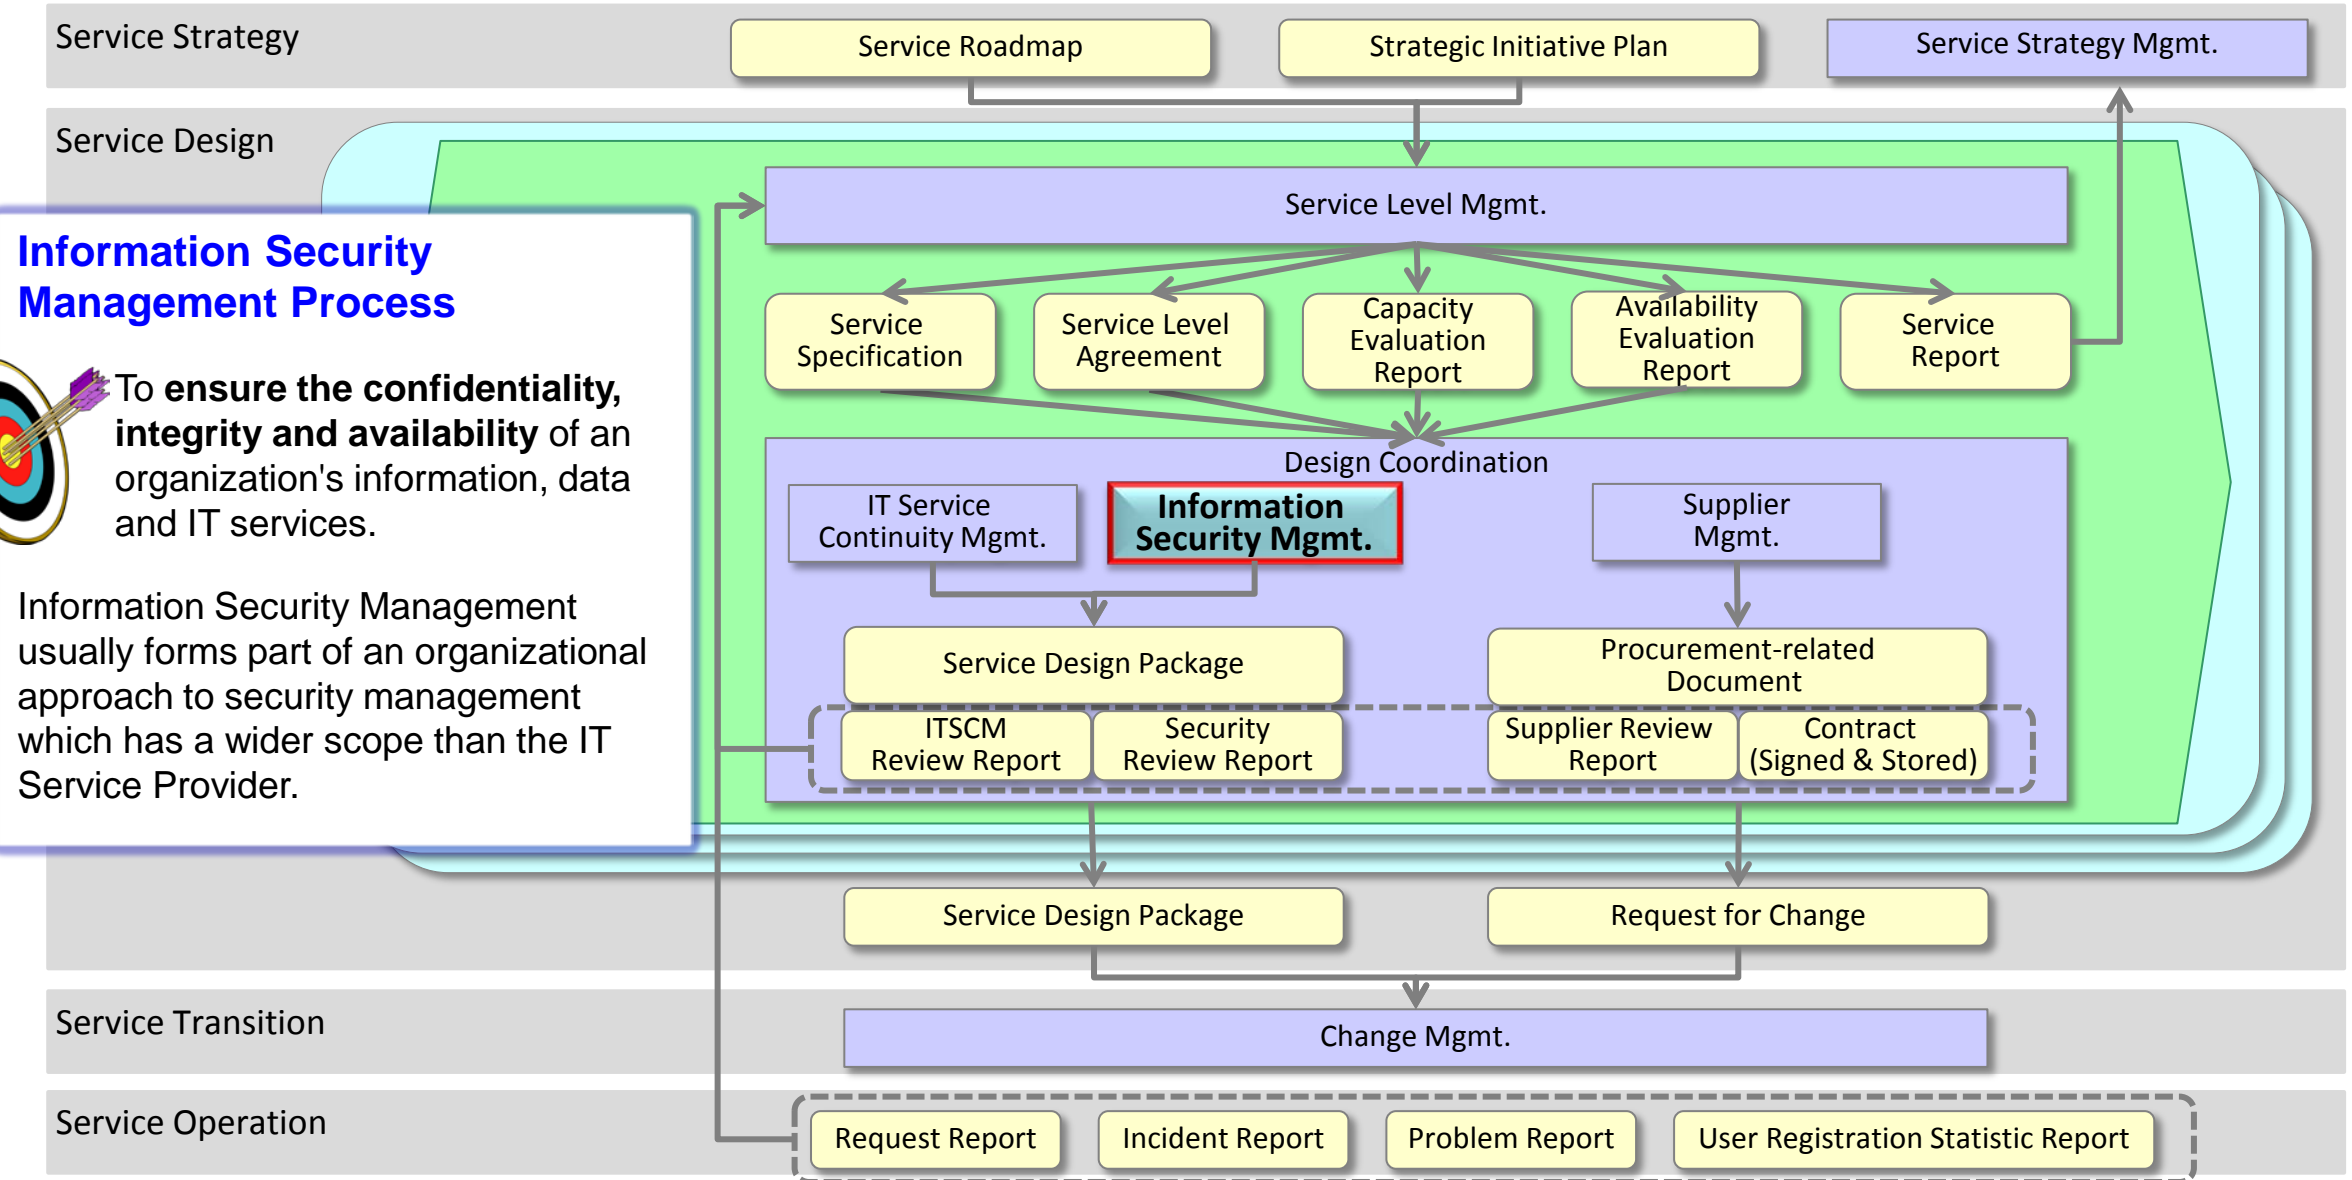 Service Strategy
Service Roadmap
Strategic Initiative Plan
Service Strategy Mgmt.
Service Design
Service Level Mgmt.
Information Security
Management Process
To ensure the confidentiality,
integrity and availability of an
organization's information, data
and IT services.
Information Security Management
usually forms part of an organizational
approach to security management
which has a wider scope than the IT
Service Provider.
Service
Specification
Service Level
Agreement
Capacity
Evaluation
Report
Availability
Evaluation
Report
Service
Report
Design Coordination
IT Service
Continuity Mgmt.
Information
Security Mgmt.
Supplier
Mgmt.
Service Design Package
Procurement-related
Document
ITSCM
Review Report
Security
Review Report
Supplier Review
Report
Contract
(Signed & Stored)
Service Design Package
Request for Change
Service Transition
Change Mgmt.
Service Operation
Request Report
Incident Report
Problem Report
User Registration Statistic Report